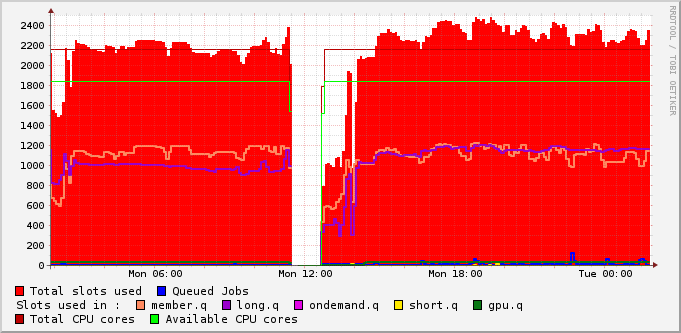 2400
2200
2000
1800
1600
1400
1200
1000
800
600
400
200
0
Mon 06:00 Mon 12:00 Mon 18:00 Tue 00:00
RRDTOOL / TOBI OETIKER
Total slots used Queued Jobs
Slots used in : member.q long.q ondemand.q short.q gpu.q
Total CPU cores Available CPU cores